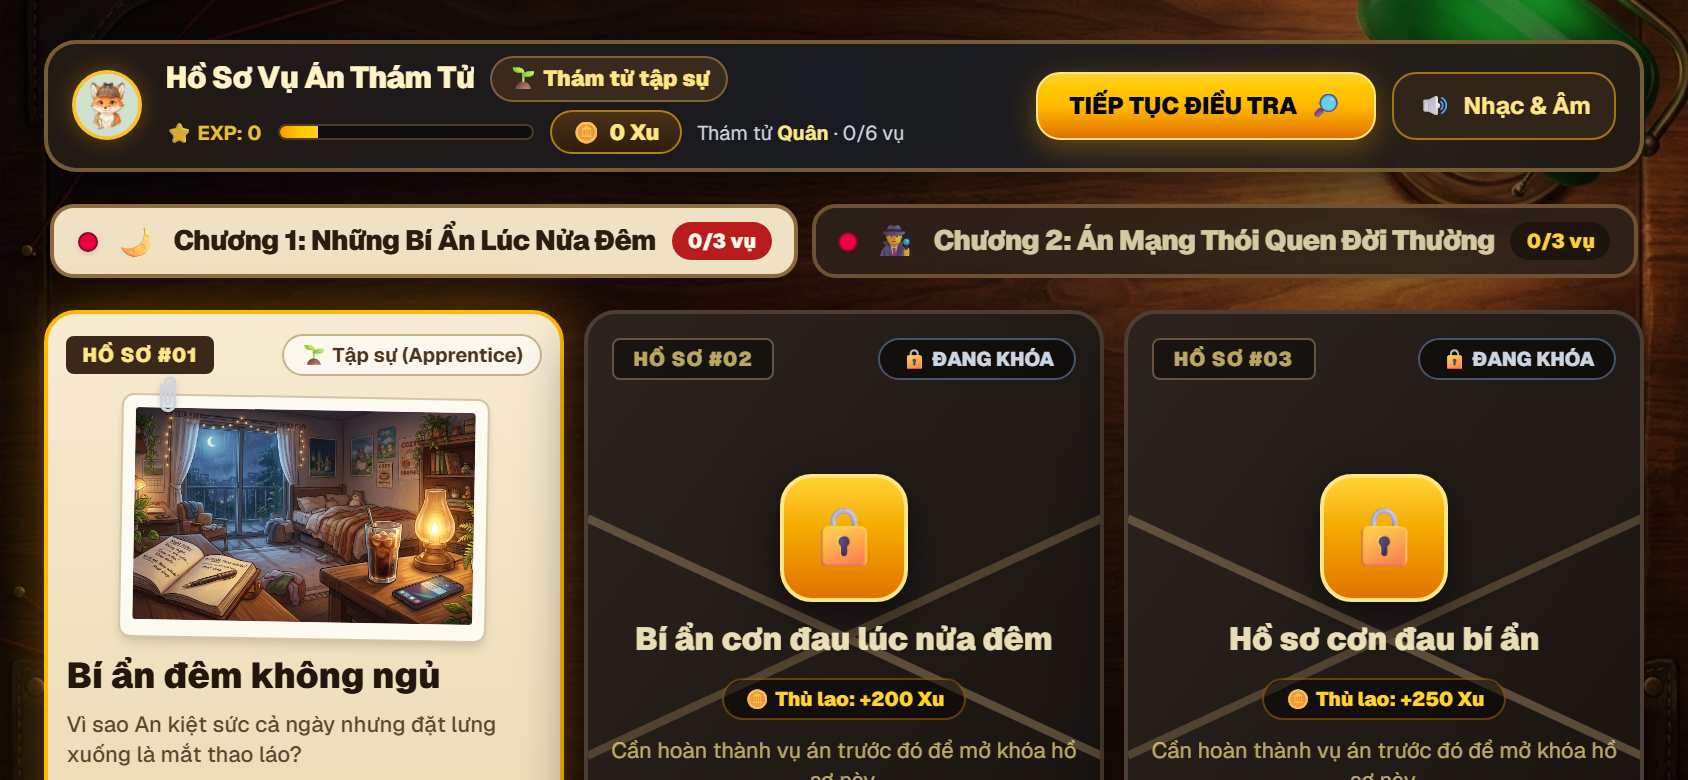 Hồ Sơ Vụ Án Thám Tử
Thám tử tập sự
EXP: 0
0 Xu
Thám tử Quân · 0/6 vụ
TIẾP TỤC ĐIỀU TRA
Nhạc & Âm
Chương 1: Những Bí Ẩn Lúc Nửa Đêm
0/3 vụ
Chương 2: Án Mạng Thói Quen Đời Thường
0/3 vụ
HỒ SƠ #01
Tập sự (Apprentice)
Bí ẩn đêm không ngủ
Vì sao An kiệt sức cả ngày nhưng đặt lưng
xuống là mắt thao láo?
HỒ SƠ #02
ĐANG KHÓA
Bí ẩn cơn đau lúc nửa đêm
Thù lao: +200 Xu
Cần hoàn thành vụ án trước đó để mở khóa hồ
sơ này
HỒ SƠ #03
ĐANG KHÓA
Hồ sơ cơn đau bí ẩn
Thù lao: +250 Xu
Cần hoàn thành vụ án trước đó để mở khóa hồ
sơ này